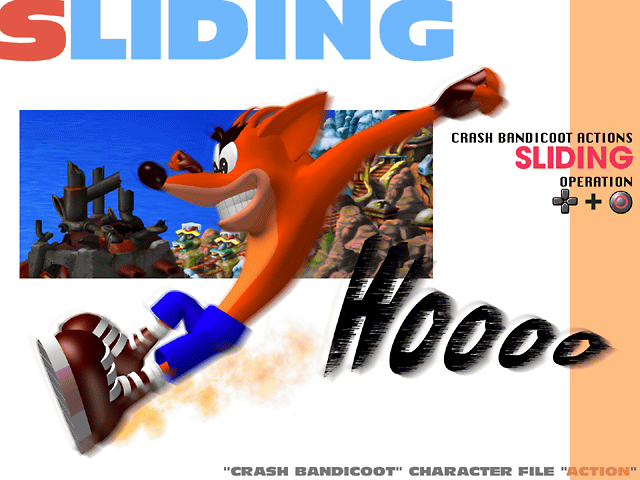 SLIDING
CRASH BANDICOOT ACTIONS
SLIDING
OPERATION
+
Woooo
"CRASH BANDICOOT" CHARACTER FILE "ACTION"